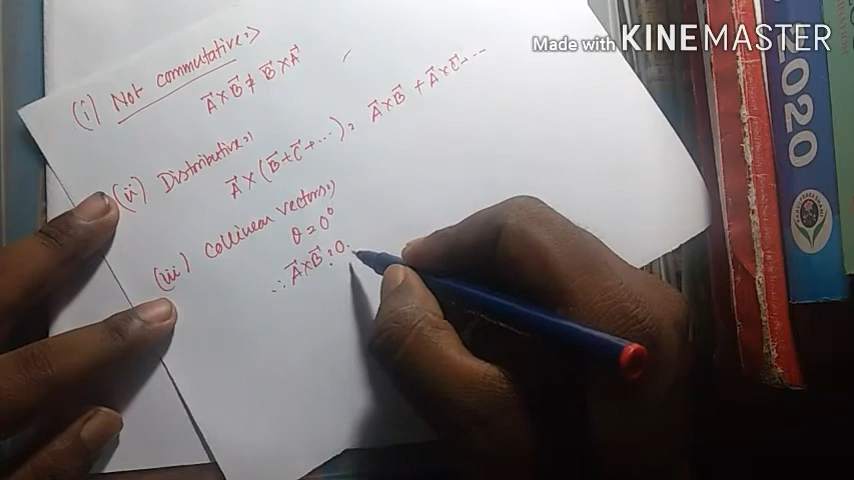 Made with KINEMASTER
(i) Not commutative :>
A⃗ × B⃗ ≠ B⃗ × A⃗
(ii) Distributive :>
A⃗ × (B⃗ + C⃗ + ...) = A⃗ × B⃗ + A⃗ × C⃗ ...
(iii) Collinear vectors :>
θ = 0°
∴ A⃗ × B⃗ = 0.
2020